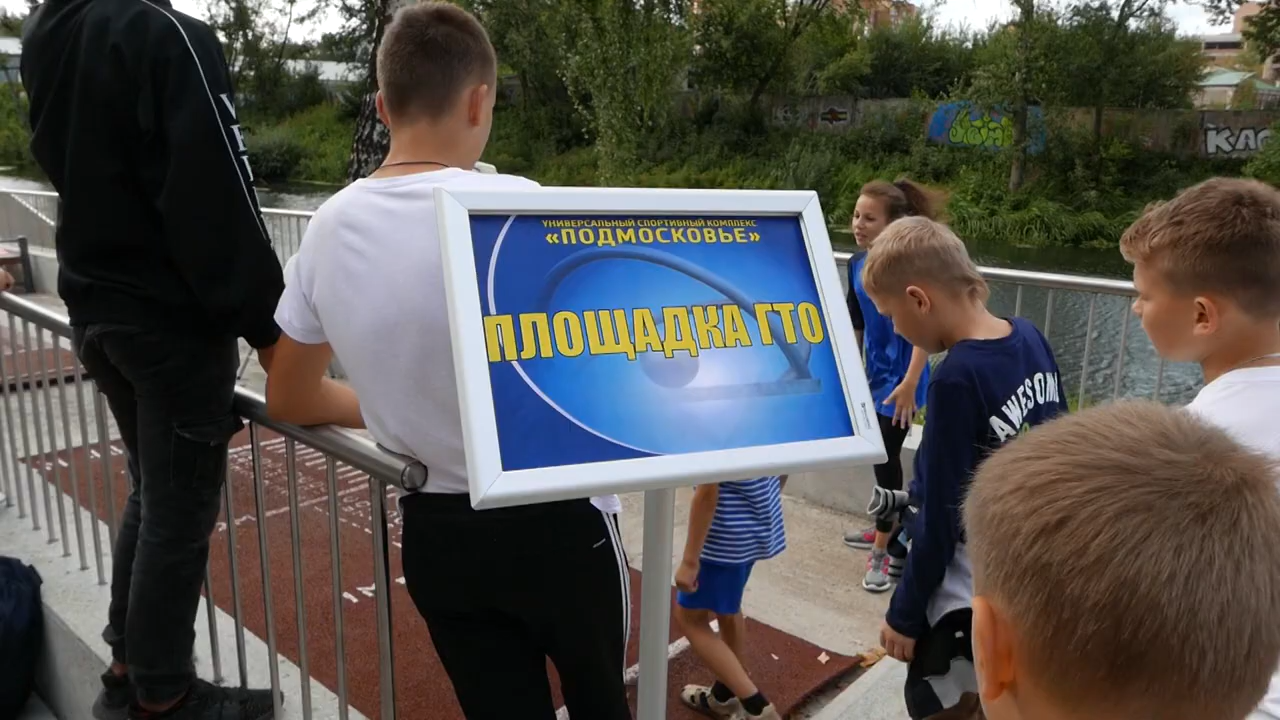 УНИВЕРСАЛЬНЫЙ СПОРТИВНЫЙ КОМПЛЕКС
«ПОДМОСКОВЬЕ»
ПЛОЩАДКА ГТО
AWESOME